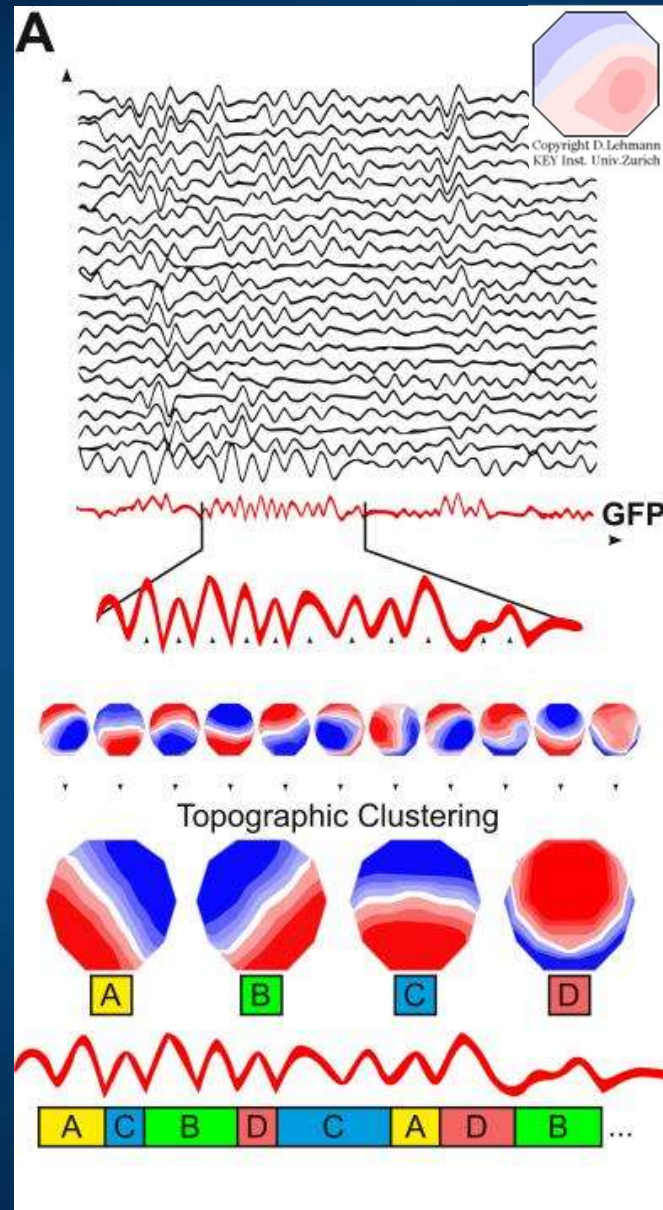 A
Copyright D.Lehmann
KEY Inst. Univ.Zurich
GFP
Topographic Clustering
A B C D
A C B D C A D B ...